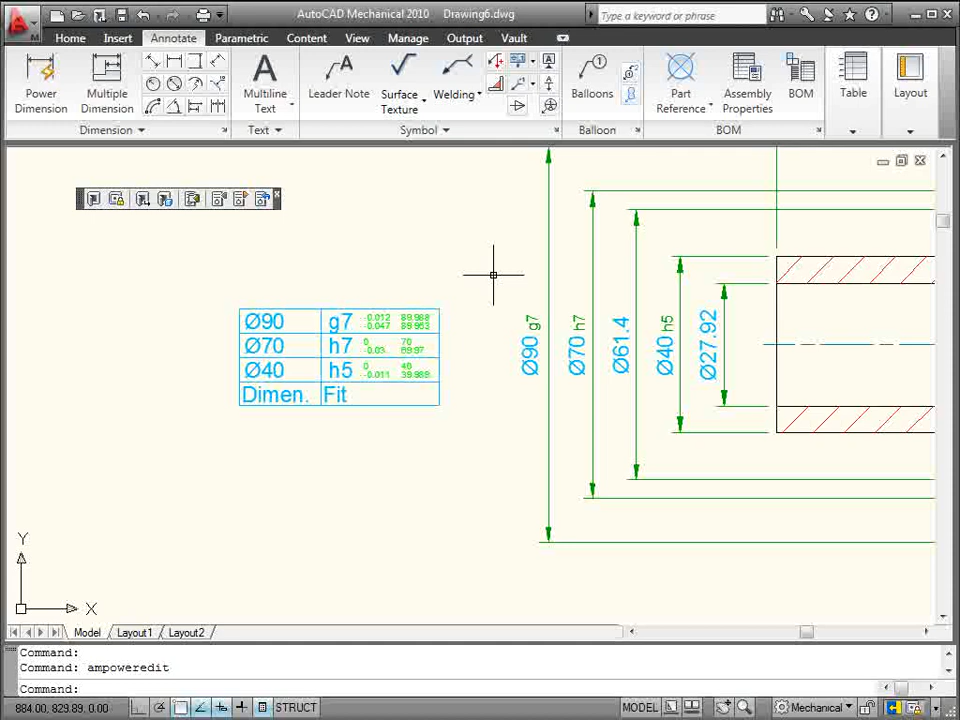 AutoCAD Mechanical 2010 Drawing6.dwg
Type a keyword or phrase
Home Insert Annotate Parametric Content View Manage Output Vault
Power Dimension
Multiple Dimension
Multiline Text
Leader Note
Surface Texture
Welding
Balloons
Part Reference
Assembly Properties
BOM
Table
Layout
Dimension
Text
Symbol
Balloon
BOM
Ø90 g7 -0.012 89.988
-0.047 89.953
Ø70 h7 0 70
-0.03 69.97
Ø40 h5 0 40
-0.011 39.989
Dimen. Fit
Ø90 g7
Ø70 h7
Ø61.4
Ø40 h5
Ø27.92
Y
X
Model Layout1 Layout2
Command:
Command: ampoweredit
Command:
884.00, 829.89, 0.00
STRUCT
MODEL
Mechanical